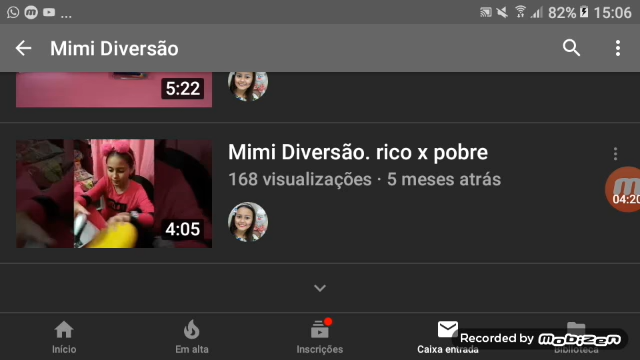 ... 82% 15:06
Mimi Diversão
5:22
Mimi Diversão. rico x pobre
168 visualizações · 5 meses atrás
4:05
04:20
Início
Em alta
Inscrições
Caixa entrada
Biblioteca
Recorded by MOBIZEN